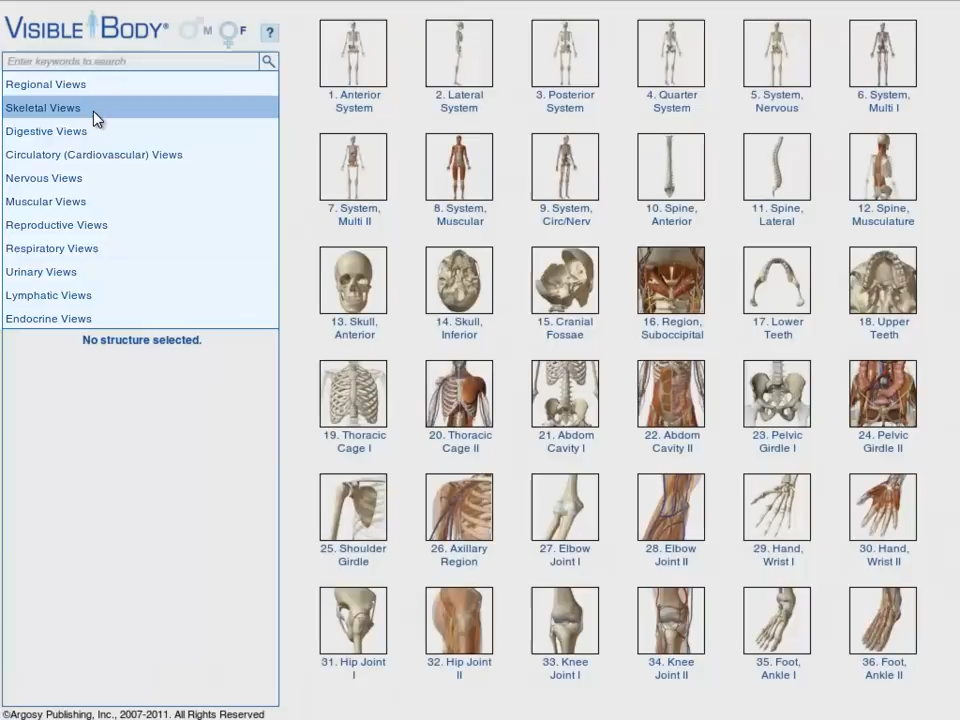 VISIBLE BODY®
M
F
?
Enter keywords to search
Regional Views
Skeletal Views
Digestive Views
Circulatory (Cardiovascular) Views
Nervous Views
Muscular Views
Reproductive Views
Respiratory Views
Urinary Views
Lymphatic Views
Endocrine Views
No structure selected.
©Argosy Publishing, Inc., 2007-2011. All Rights Reserved
1. Anterior
System
2. Lateral
System
3. Posterior
System
4. Quarter
System
5. System,
Nervous
6. System,
Multi I
7. System,
Multi II
8. System,
Muscular
9. System,
Circ/Nerv
10. Spine,
Anterior
11. Spine,
Lateral
12. Spine,
Musculature
13. Skull,
Anterior
14. Skull,
Inferior
15. Cranial
Fossae
16. Region,
Suboccipital
17. Lower
Teeth
18. Upper
Teeth
19. Thoracic
Cage I
20. Thoracic
Cage II
21. Abdom
Cavity I
22. Abdom
Cavity II
23. Pelvic
Girdle I
24. Pelvic
Girdle II
25. Shoulder
Girdle
26. Axillary
Region
27. Elbow
Joint I
28. Elbow
Joint II
29. Hand,
Wrist I
30. Hand,
Wrist II
31. Hip Joint
I
32. Hip Joint
II
33. Knee
Joint I
34. Knee
Joint II
35. Foot,
Ankle I
36. Foot,
Ankle II